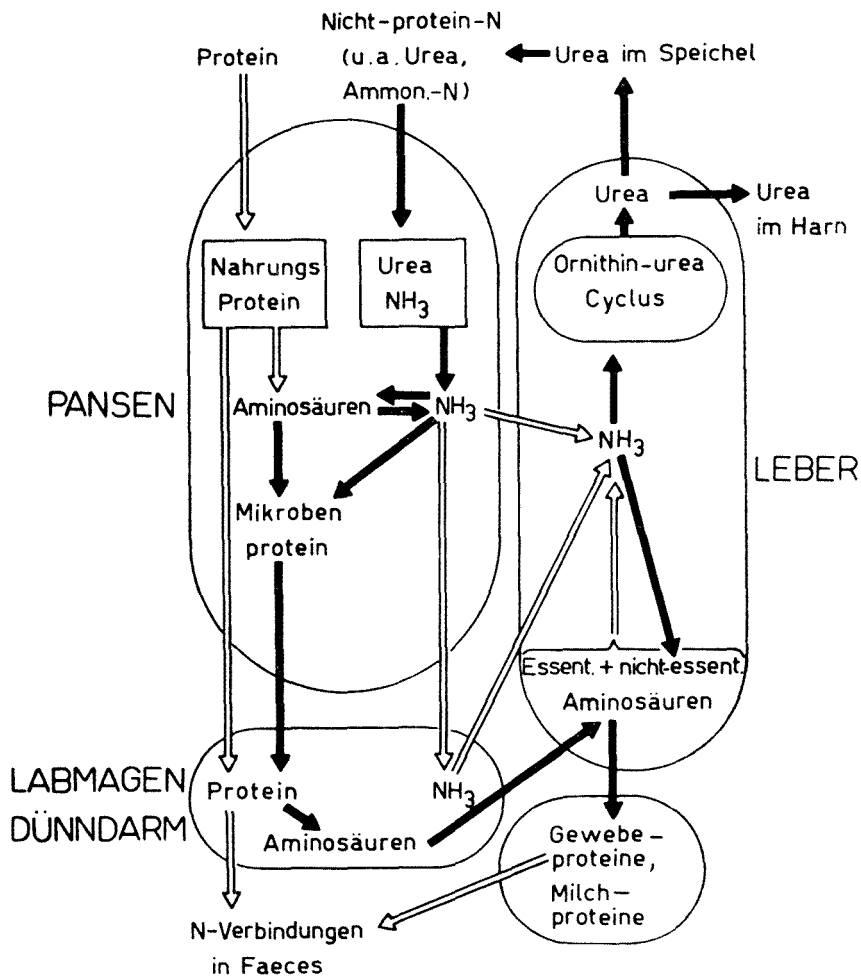 Nicht-protein-N
Protein
(u.a. Urea,
Urea im Speichel
Ammon.-N)
Urea
Urea
im Harn
Nahrungs
Protein
Urea
NH3
Ornithin-urea
Cyclus
PANSEN
Aminosäuren
NH3
NH3
LEBER
Mikroben
protein
Essent. + nicht-essent.
Aminosäuren
LABMAGEN
DÜNNDARM
Protein
NH3
Aminosäuren
Gewebe-
proteine,
Milch-
proteine
N-Verbindungen
in Faeces